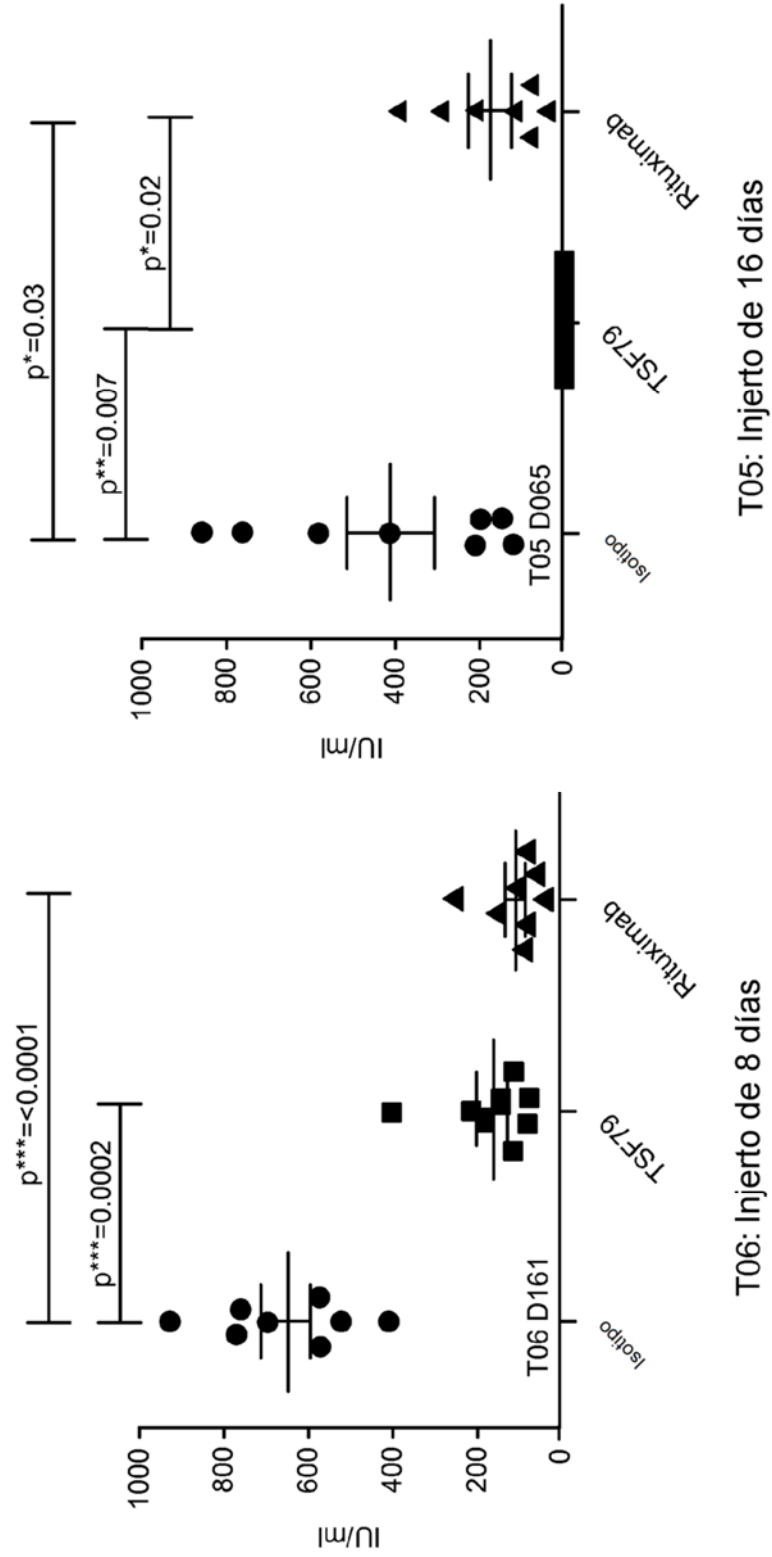 p***=<0.0001
p***=0.0002
1000
800
600
400
200
0
IU/ml
T06 D161
Isotipo
TSF79
Rituximab
T06: Injerto de 8 días
p*=0.03
p**=0.007
p*=0.02
1000
800
600
400
200
0
IU/ml
T05 D065
Isotipo
TSF79
Rituximab
T05: Injerto de 16 días